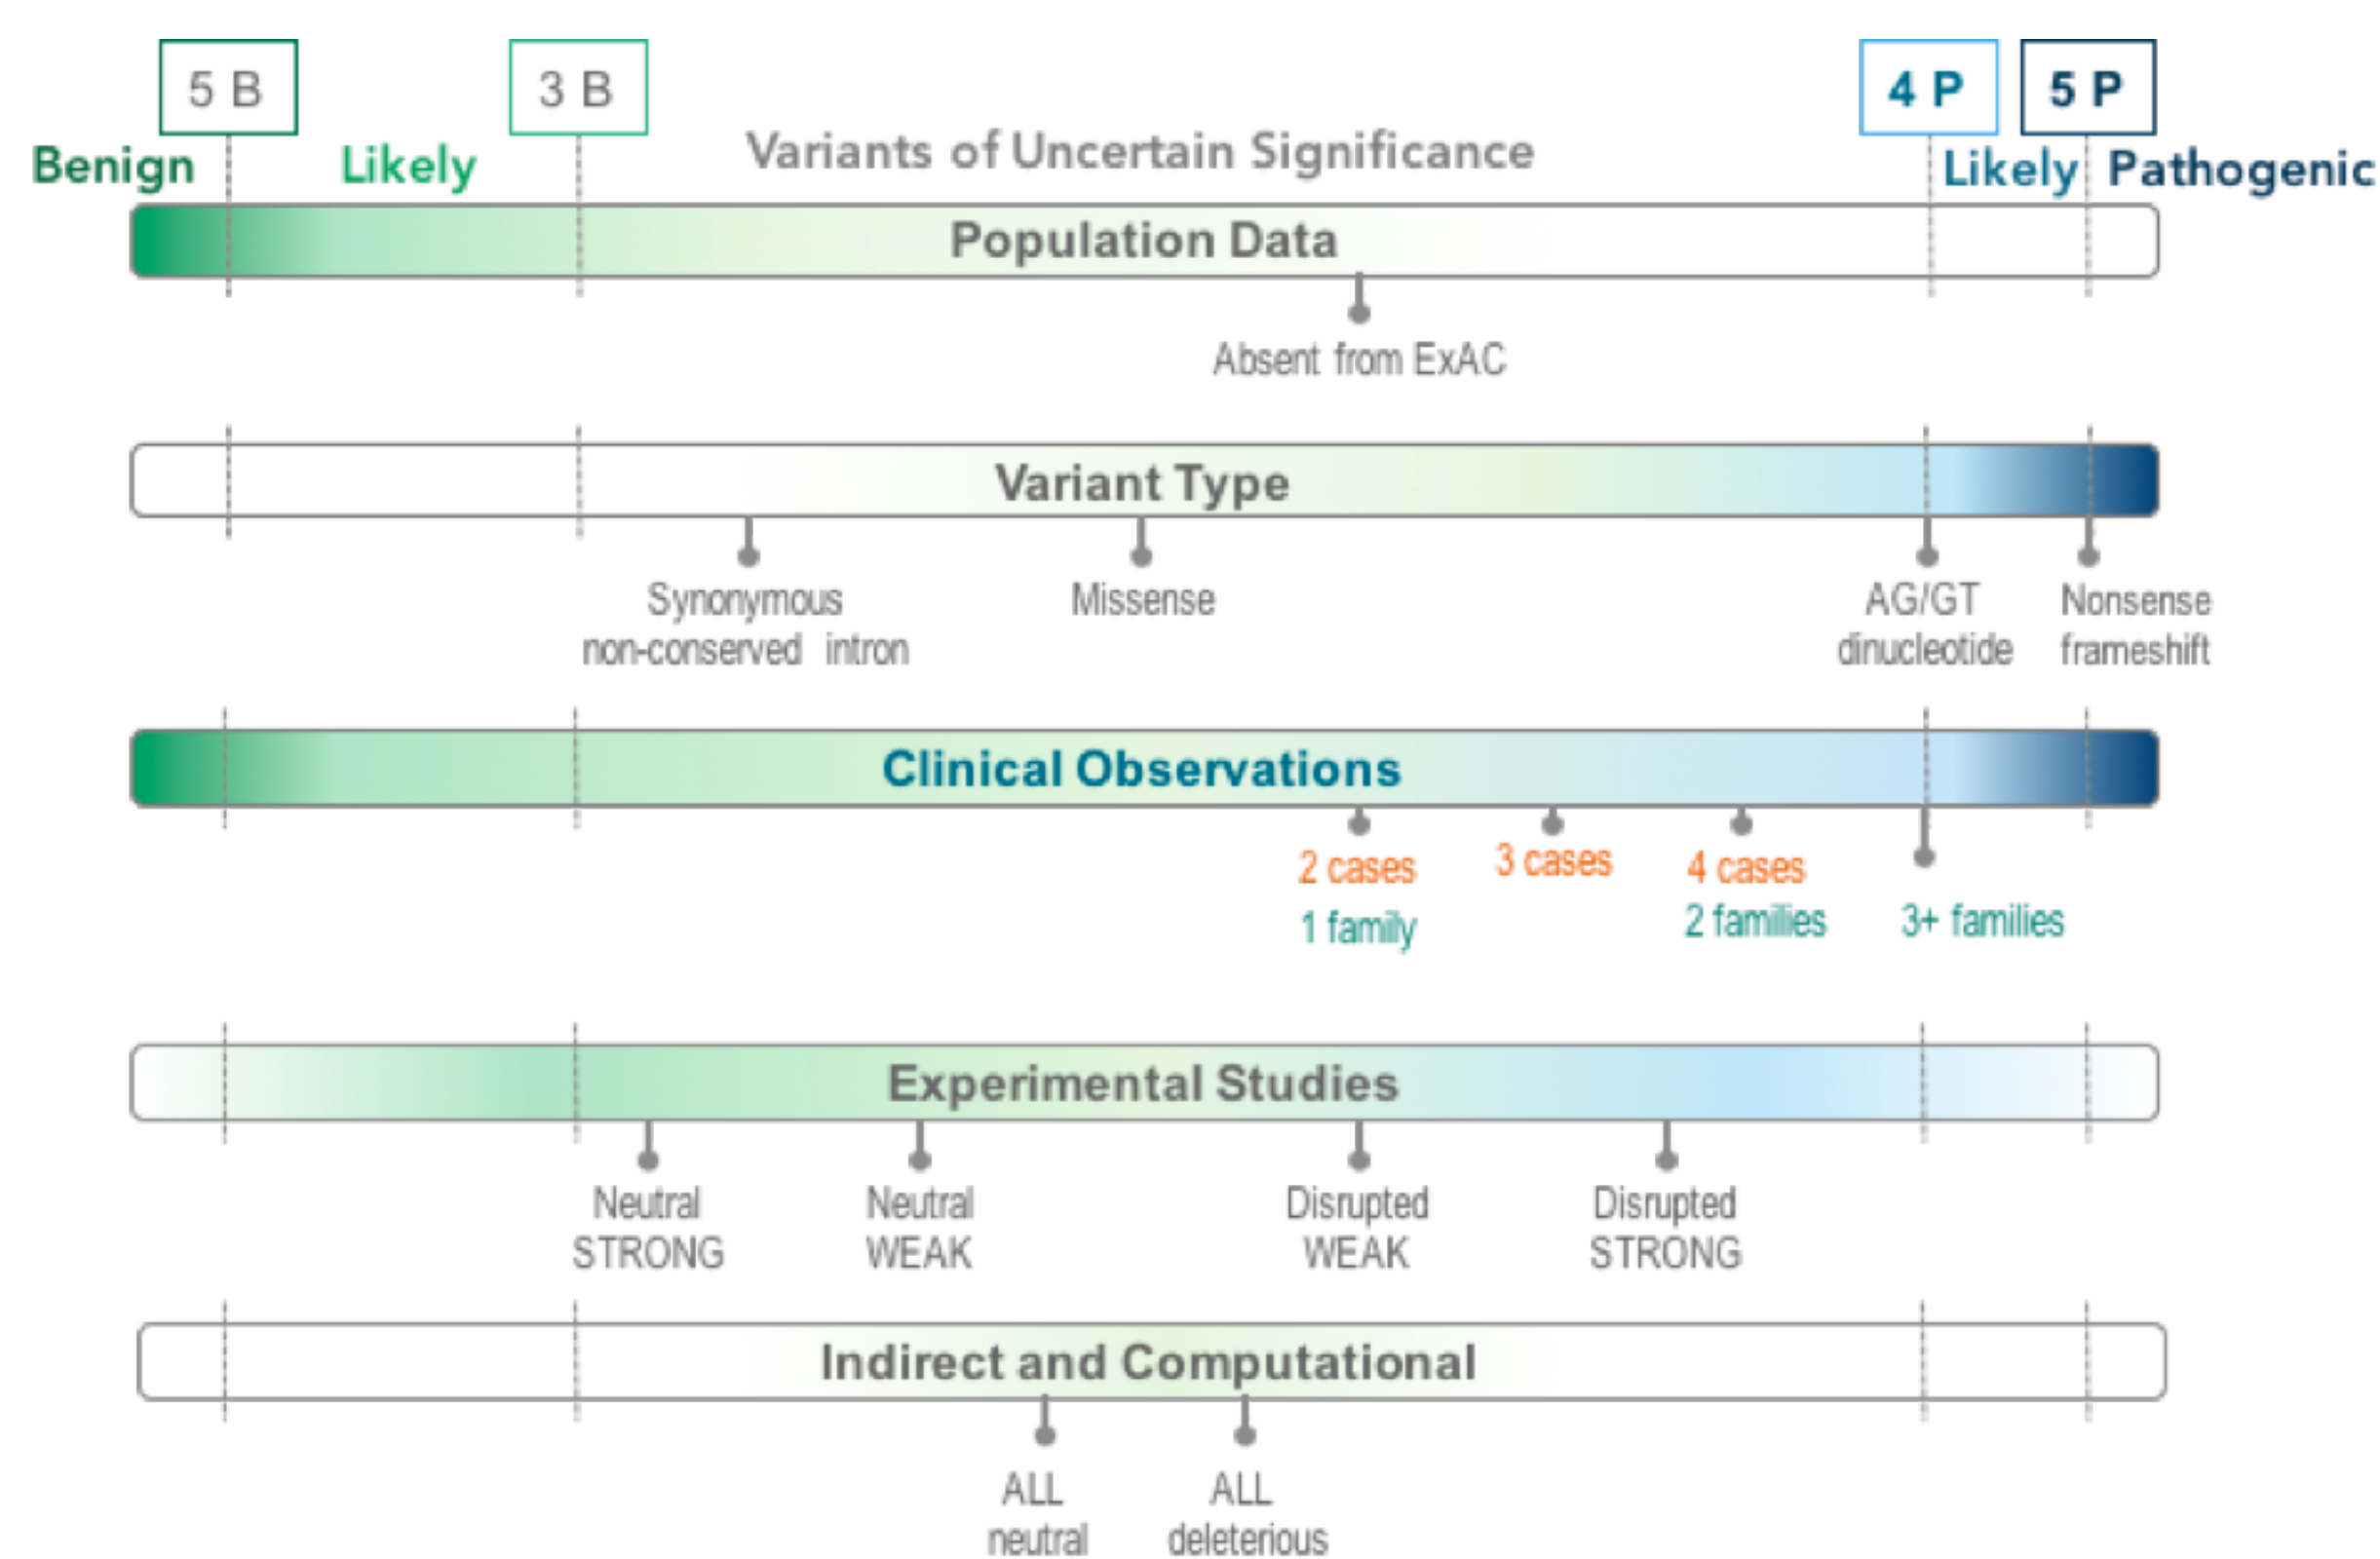 5 B
3 B
4 P
5 P
Benign
Likely
Variants of Uncertain Significance
Likely
Pathogenic
Population Data
Absent from ExAC
Variant Type
Synonymous
non-conserved intron
Missense
AG/GT
dinucleotide
Nonsense
frameshift
Clinical Observations
2 cases
1 family
3 cases
4 cases
2 families
3+ families
Experimental Studies
Neutral
STRONG
Neutral
WEAK
Disrupted
WEAK
Disrupted
STRONG
Indirect and Computational
ALL
neutral
ALL
deleterious